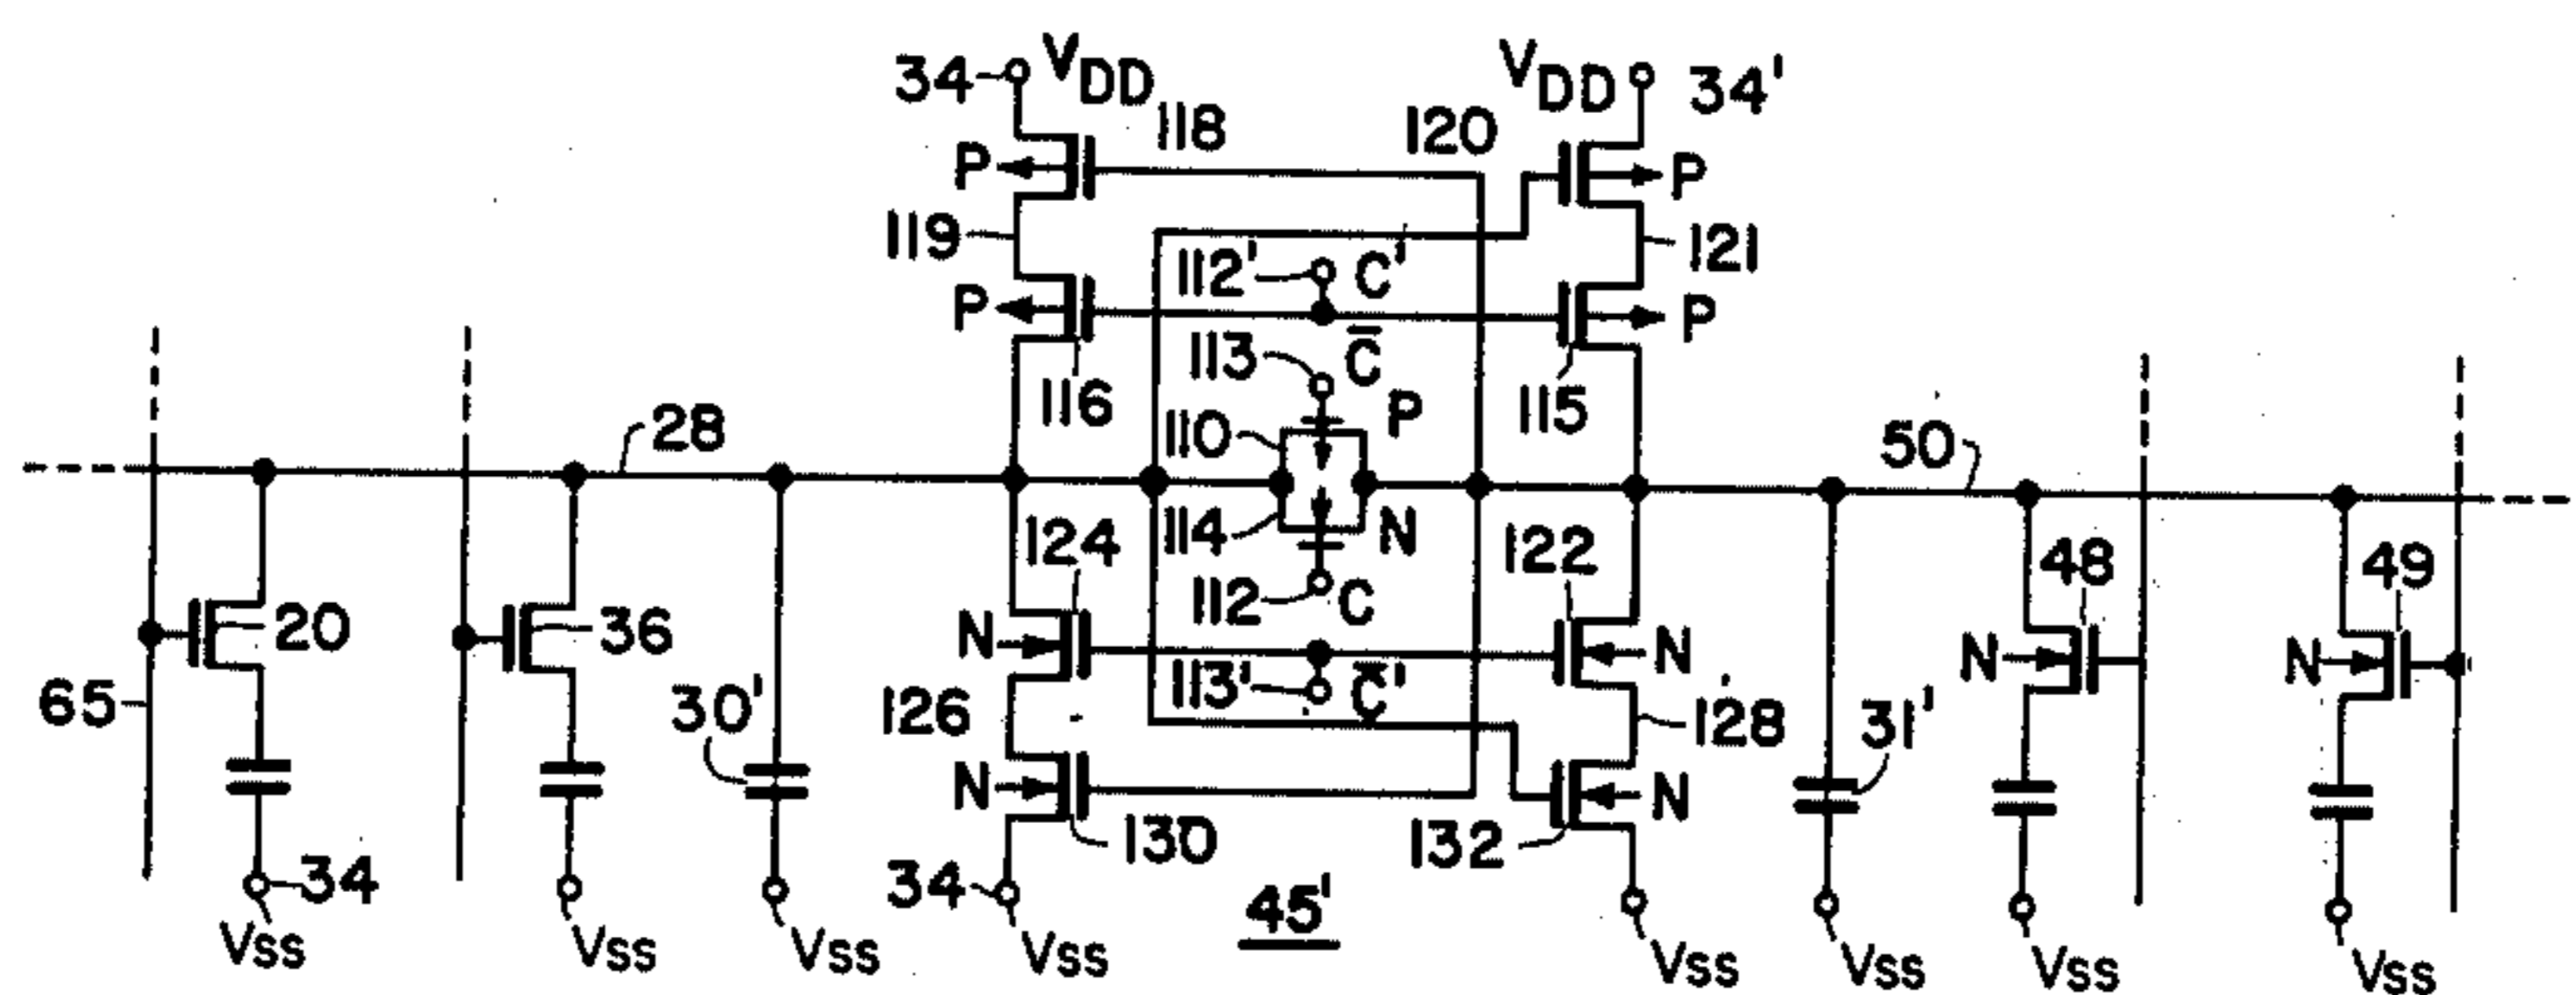 34 VDD VDD 34'
118 120
P P
119 121
112' C'
P P
113 C̄
116 P 115
28 110 50
124 114 N 122 48 49
20 36 N 112 C N N N
65 30' 126 113' C̄' 128 31'
N N
130 132
34 34 45'
VSS VSS VSS VSS VSS VSS VSS VSS